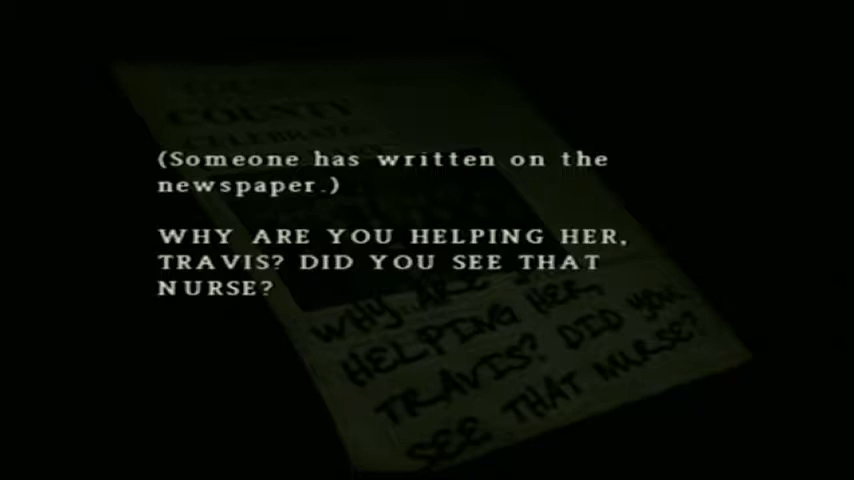 COUNTY
CELEBRATE
(Someone has written on the
newspaper.)
WHY ARE YOU HELPING HER,
TRAVIS? DID YOU SEE THAT
NURSE?
WHY ARE
HELPING HER,
TRAVIS? DID YOU
SEE THAT NURSE?